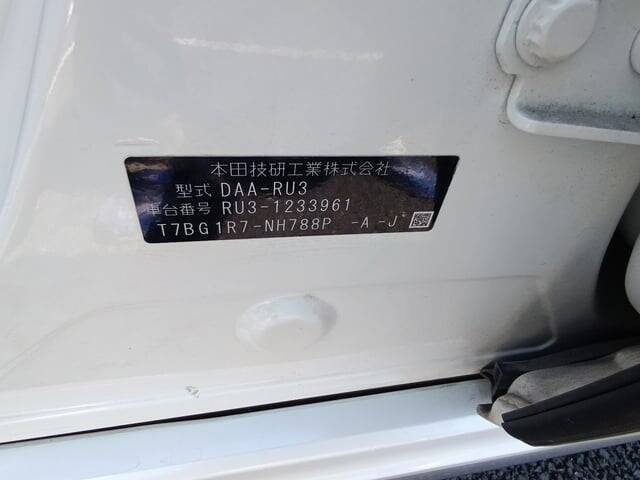 本田技研工業株式会社
型式 DAA-RU3
車台番号 RU3-1233961
T7BG1R7-NH788P -A-J